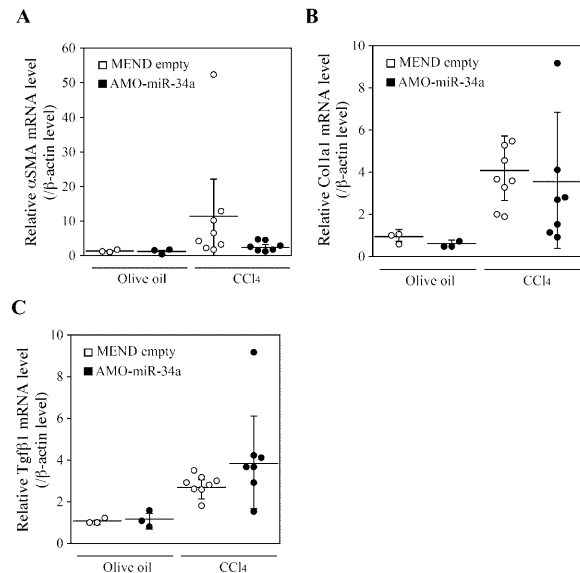 A
Relative αSMA mRNA level
(/β-actin level)
60
50
40
30
20
10
0
MEND empty
AMO-miR-34a
Olive oil
CCl4
B
Relative Col1a1 mRNA level
(/β-actin level)
10
8
6
4
2
0
MEND empty
AMO-miR-34a
Olive oil
CCl4
C
Relative Tgfβ1 mRNA level
(/β-actin level)
10
8
6
4
2
0
MEND empty
AMO-miR-34a
Olive oil
CCl4